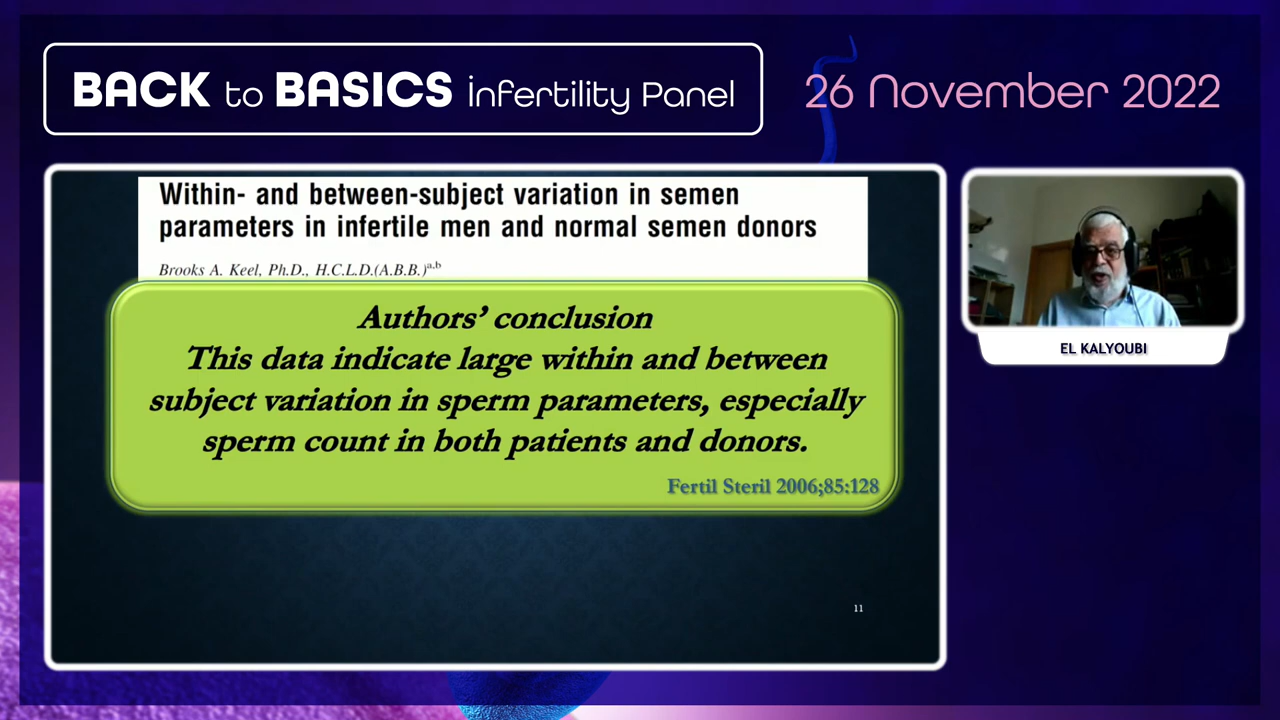 BACK to BASICS infertility Panel
26 November 2022
Within- and between-subject variation in semen
parameters in infertile men and normal semen donors
Brooks A. Keel, Ph.D., H.C.L.D.(A.B.B.)a,b
Authors’ conclusion
This data indicate large within and between
subject variation in sperm parameters, especially
sperm count in both patients and donors.
Fertil Steril 2006;85:128
11
EL KALYOUBI